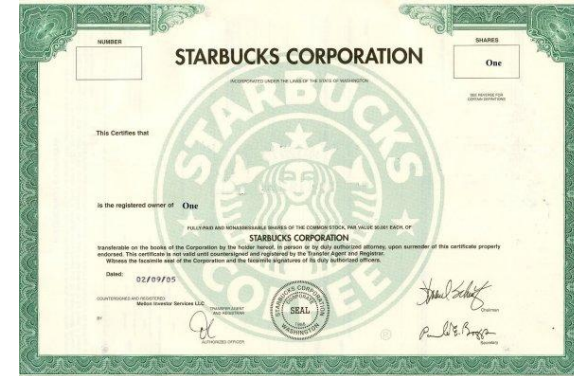 NUMBER
SHARES
STARBUCKS CORPORATION
One
INCORPORATED UNDER THE LAWS OF THE STATE OF WASHINGTON
SEE REVERSE FOR
CERTAIN DEFINITIONS
STARBUCKS
COFFEE
This Certifies that
is the registered owner of One
FULLY-PAID AND NONASSESSABLE SHARES OF THE COMMON STOCK, PAR VALUE $0.001 EACH, OF
STARBUCKS CORPORATION
transferable on the books of the Corporation by the holder hereof, in person or by duly authorized attorney, upon surrender of this certificate properly
endorsed. This certificate is not valid until countersigned and registered by the Transfer Agent and Registrar.
Witness the facsimile seal of the Corporation and the facsimile signatures of its duly authorized officers.
Dated:
02/09/05
COUNTERSIGNED AND REGISTERED:
Mellon Investor Services LLC
TRANSFER AGENT
AND REGISTRAR
BY
AUTHORIZED OFFICER
STARBUCKS CORPORATION
CORPORATE
SEAL
WASHINGTON
Chairman
Secretary